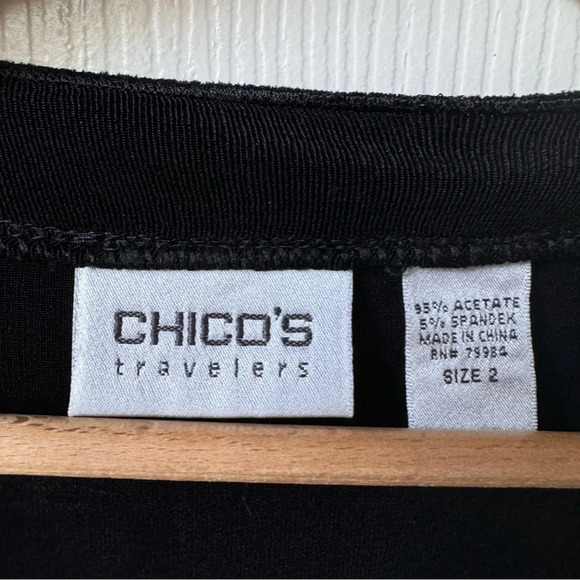 CHICO'S
travelers
95% ACETATE
5% SPANDEX
MADE IN CHINA
RN# 79984
SIZE 2